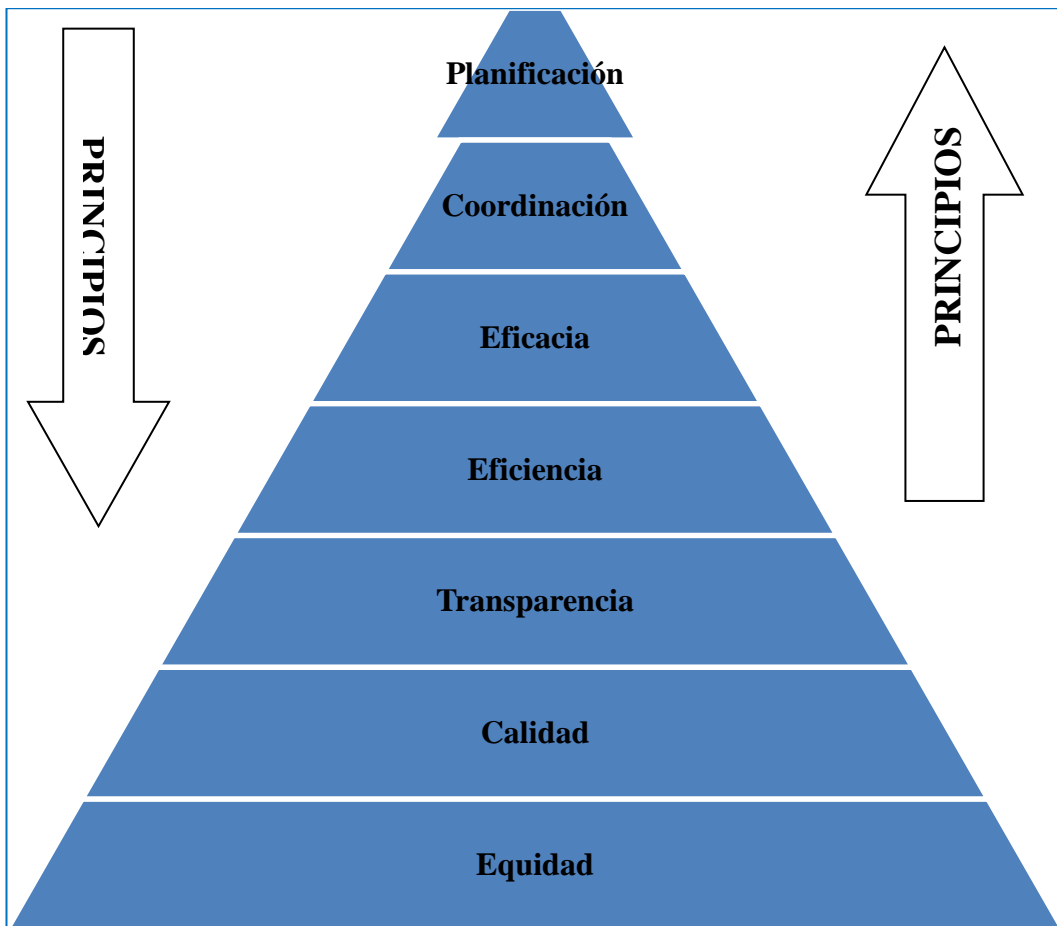 Planificación
PRINCIPIOS
PRINCIPIOS
Coordinación
Eficacia
Eficiencia
Transparencia
Calidad
Equidad